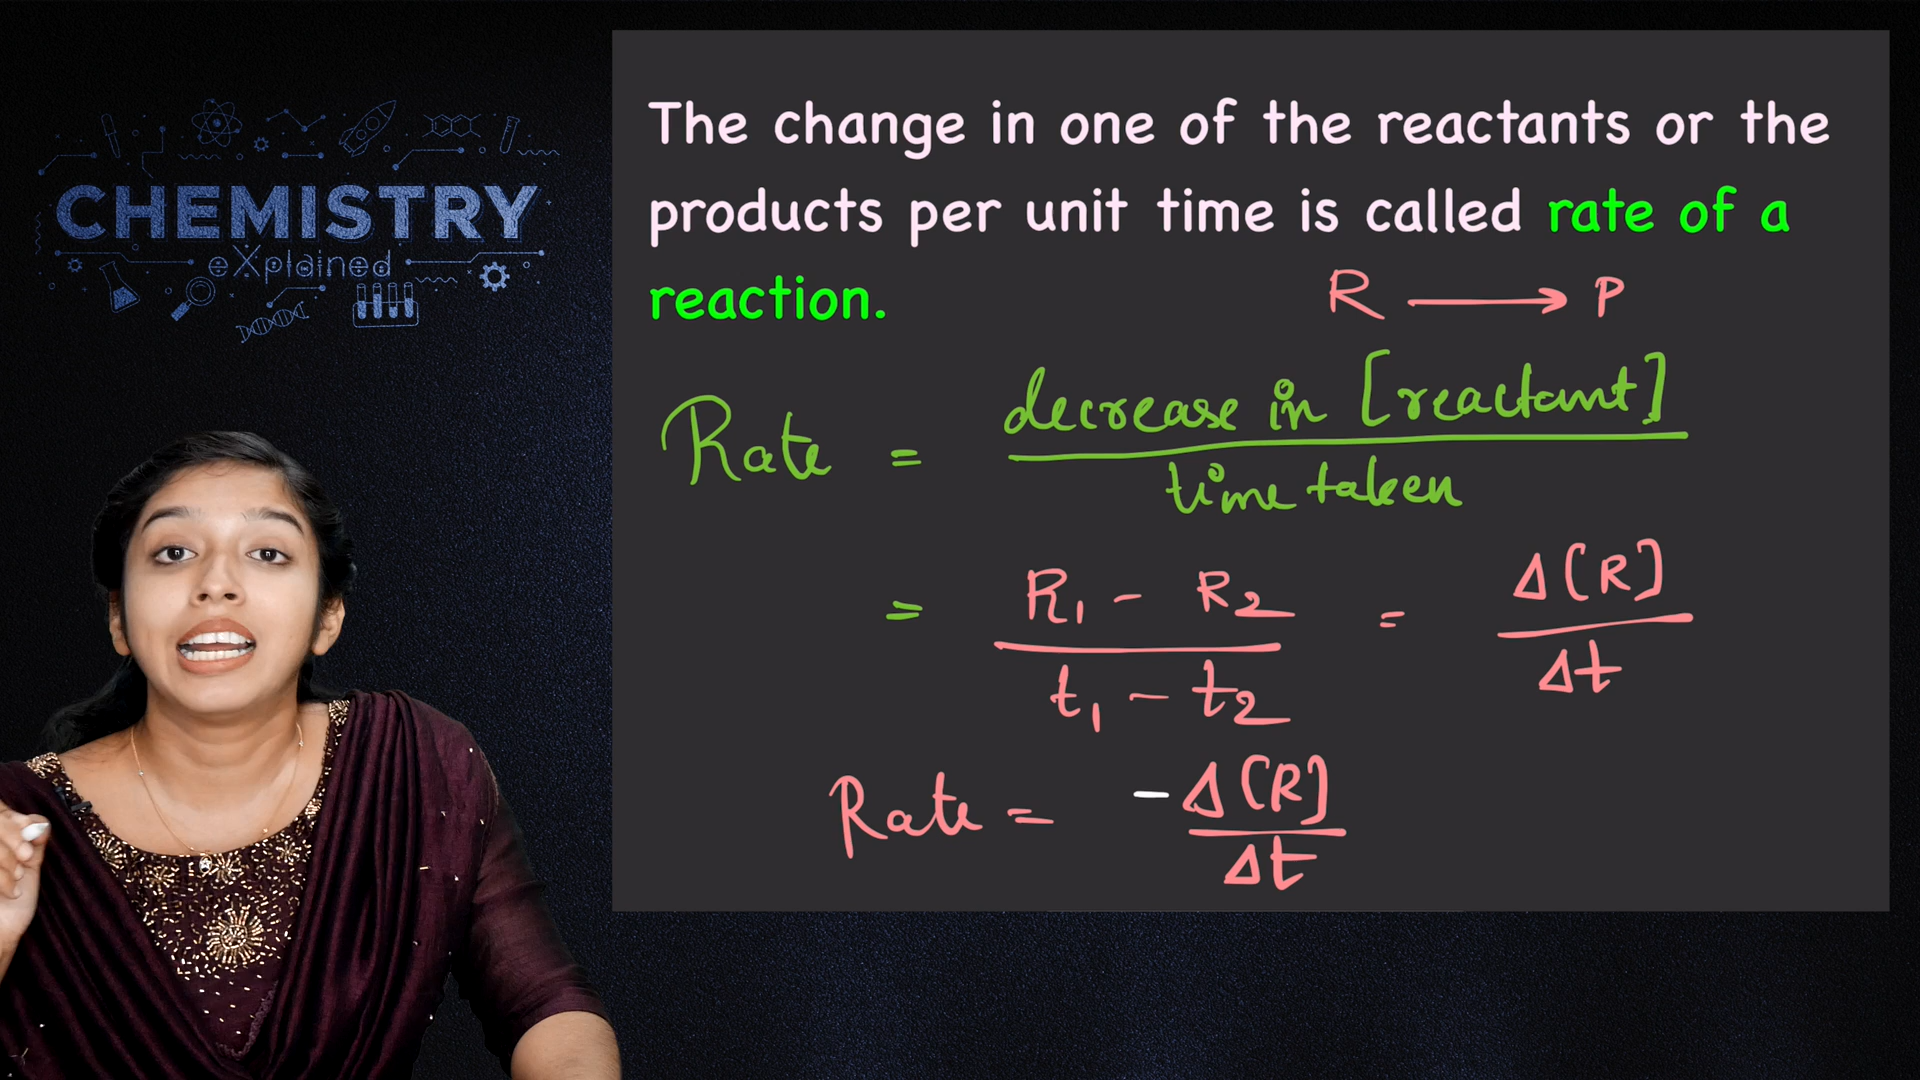 CHEMISTRY
eXplained
The change in one of the reactants or the
products per unit time is called rate of a
reaction.
R ⟶ P
Rate = decrease in [reactant]
time taken
= R₁ - R₂ / t₁ - t₂ = Δ[R] / Δt
Rate = -Δ[R] / Δt